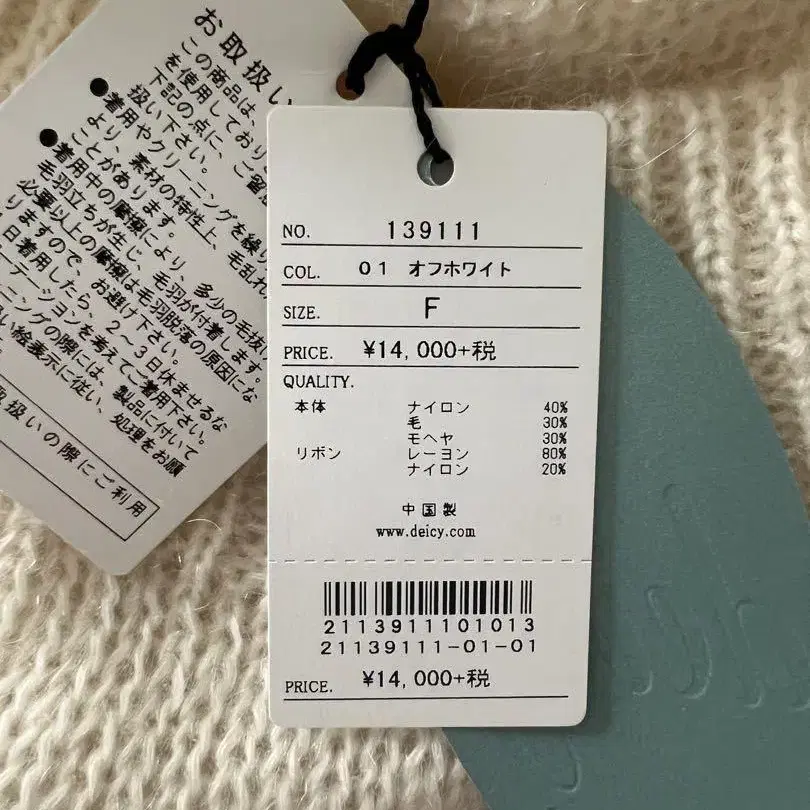 お取扱い
この商品は、
を使用しており
下記の点に、ご留意
扱い下さい。
●着用やクリーニングを繰り
より、素材の特性上、毛乱れ
ことがあります。
●着用中の摩擦により、多少の毛抜け
毛羽立ちが生じ、毛羽が付着します。
必要以上の摩擦は毛羽脱落の原因にな
りますので、お避け下さい。
日着用したら、2~3日休ませるな
ーテーションを考えてご着用下さい。
ニングの際には、製品に付いて
い絵表示に従い、処理をお願
取扱いの際にご利用
NO. 139111
COL. 01 オフホワイト
SIZE. F
PRICE. ¥14,000+税
QUALITY.
本体 ナイロン 40%
毛 30%
モヘヤ 30%
リボン レーヨン 80%
ナイロン 20%
中国製
www.deicy.com
2113911101013
21139111-01-01
PRICE. ¥14,000+税